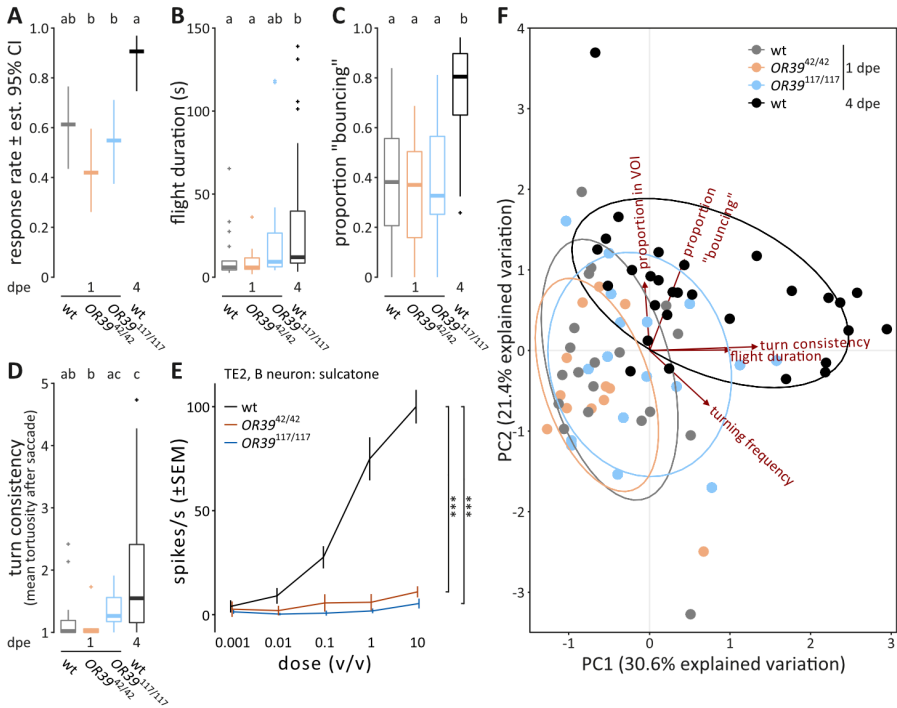 A
ab b ab a
response rate ± est. 95% CI
1.0
0.8
0.6
0.4
0.2
0
dpe 1 4
wt
OR39^42/42
OR39^117/117
wt
B
a a ab b
flight duration (s)
150
100
50
0
1 4
wt
OR39^42/42
OR39^117/117
wt
C
a a a b
proportion "bouncing"
1.0
0.8
0.6
0.4
0.2
0
1 4
wt
OR39^42/42
OR39^117/117
wt
D
ab b ac c
turn consistency
(mean tortuosity after saccade)
5
4
3
2
1
dpe 1 4
wt
OR39^42/42
OR39^117/117
wt
E
TE2, B neuron: sulcatone
wt
OR39^42/42
OR39^117/117
spikes/s (±SEM)
100
50
0
0.001 0.01 0.1 1 10
dose (v/v)
***
***
F
wt
OR39^42/42
OR39^117/117
1 dpe
wt 4 dpe
PC2 (21.4% explained variation)
4
3
2
1
0
-1
-2
-3
proportion in VOI
proportion
"bouncing"
turn consistency
flight duration
turning frequency
-1 0 1 2 3
PC1 (30.6% explained variation)